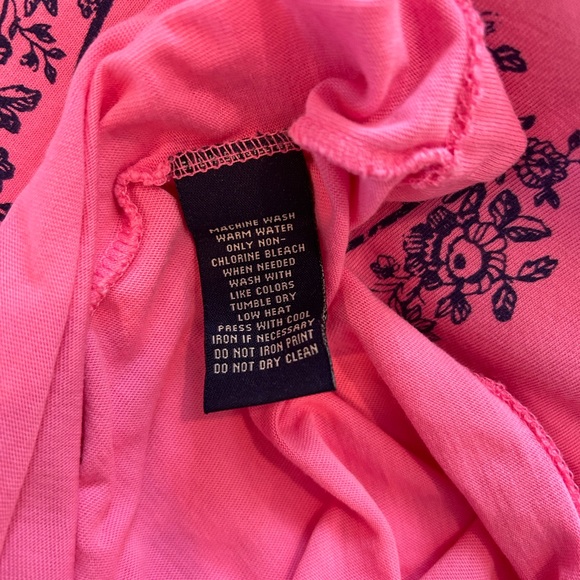 MACHINE WASH
WARM WATER
ONLY NON-
CHLORINE BLEACH
WHEN NEEDED
WASH WITH
LIKE COLORS
TUMBLE DRY
LOW HEAT
PRESS WITH COOL
IRON IF NECESSARY
DO NOT IRON PRINT
DO NOT DRY CLEAN